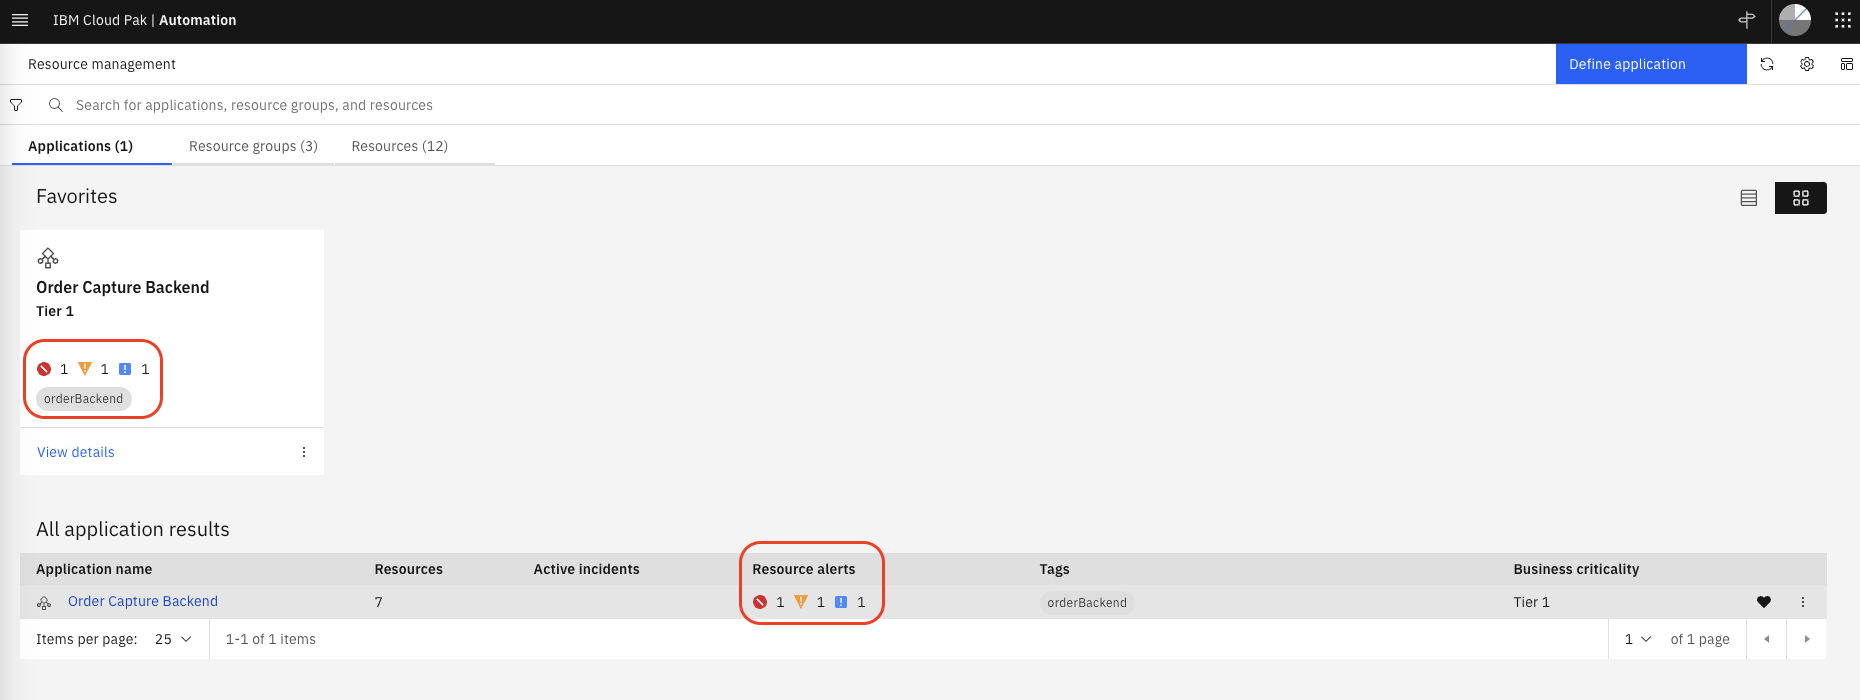 IBM Cloud Pak | Automation
Resource management
Define application
Search for applications, resource groups, and resources
Applications (1)
Resource groups (3)
Resources (12)
Favorites
Order Capture Backend
Tier 1
1 1 1
orderBackend
View details
All application results
Application name Resources Active incidents Resource alerts Tags Business criticality
Order Capture Backend 7 1 1 1 orderBackend Tier 1
Items per page: 25 1-1 of 1 items 1 of 1 page